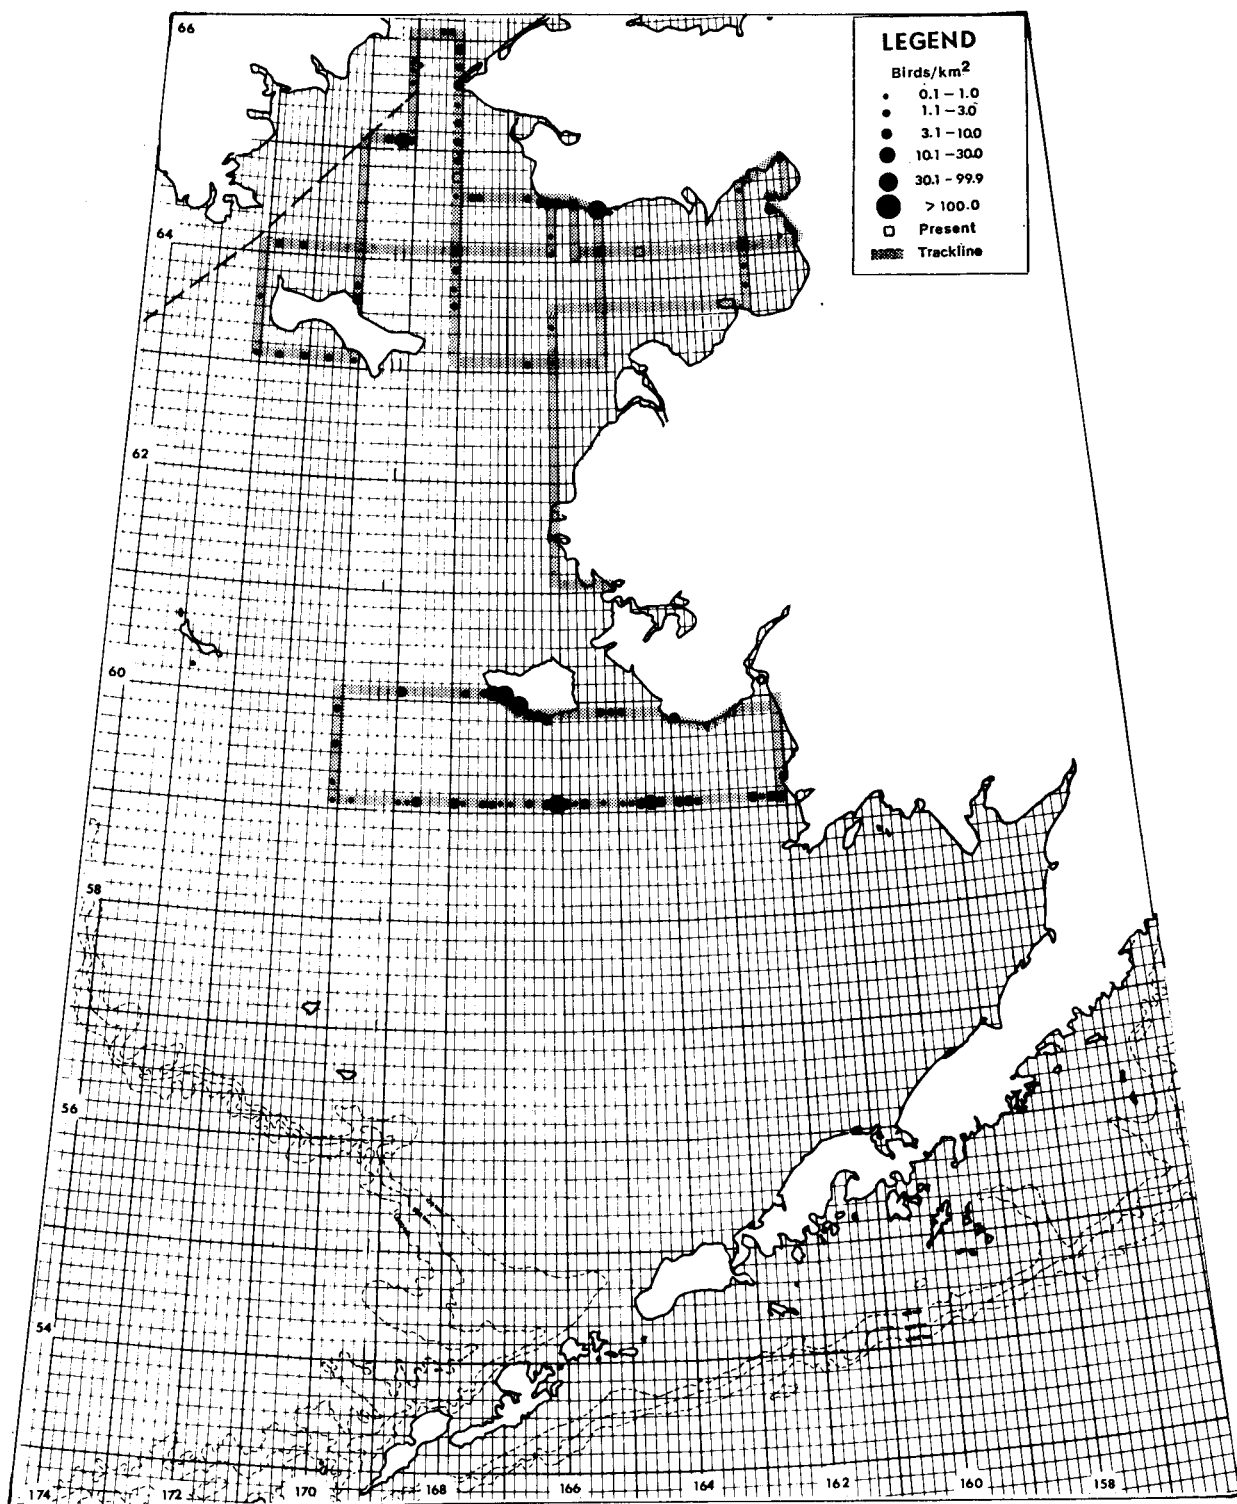 66
LEGEND
Birds/km²
0.1 – 1.0
1.1 – 3.0
3.1 – 10.0
10.1 – 30.0
30.1 – 99.9
> 100.0
Present
Trackline
64
62
60
58
56
54
174 172 170 168 166 164 162 160 158